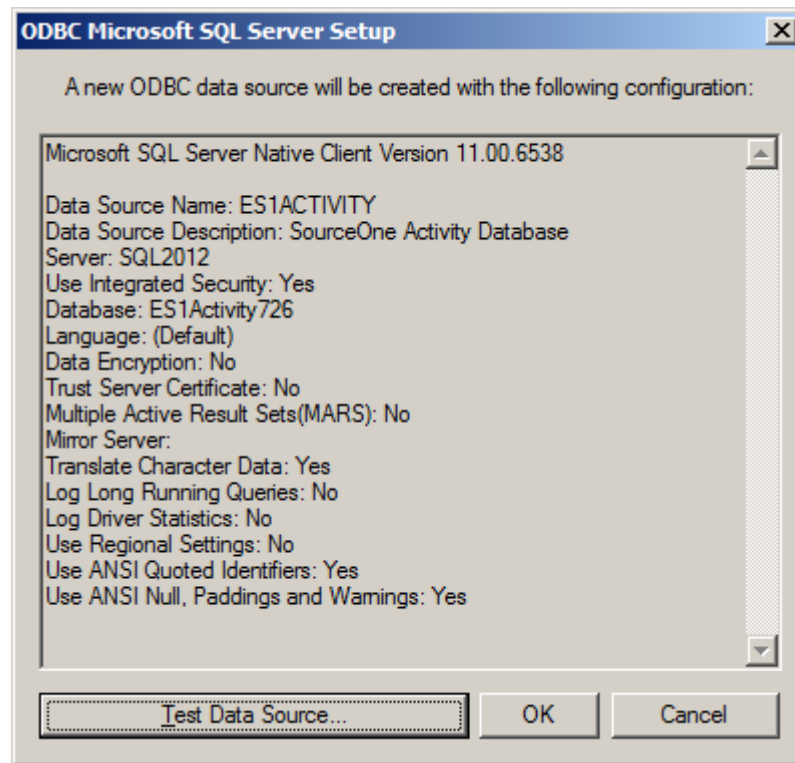 ODBC Microsoft SQL Server Setup
A new ODBC data source will be created with the following configuration:
Microsoft SQL Server Native Client Version 11.00.6538
Data Source Name: ES1ACTIVITY
Data Source Description: SourceOne Activity Database
Server: SQL2012
Use Integrated Security: Yes
Database: ES1Activity726
Language: (Default)
Data Encryption: No
Trust Server Certificate: No
Multiple Active Result Sets(MARS): No
Mirror Server:
Translate Character Data: Yes
Log Long Running Queries: No
Log Driver Statistics: No
Use Regional Settings: No
Use ANSI Quoted Identifiers: Yes
Use ANSI Null, Paddings and Warnings: Yes
Test Data Source...
OK
Cancel